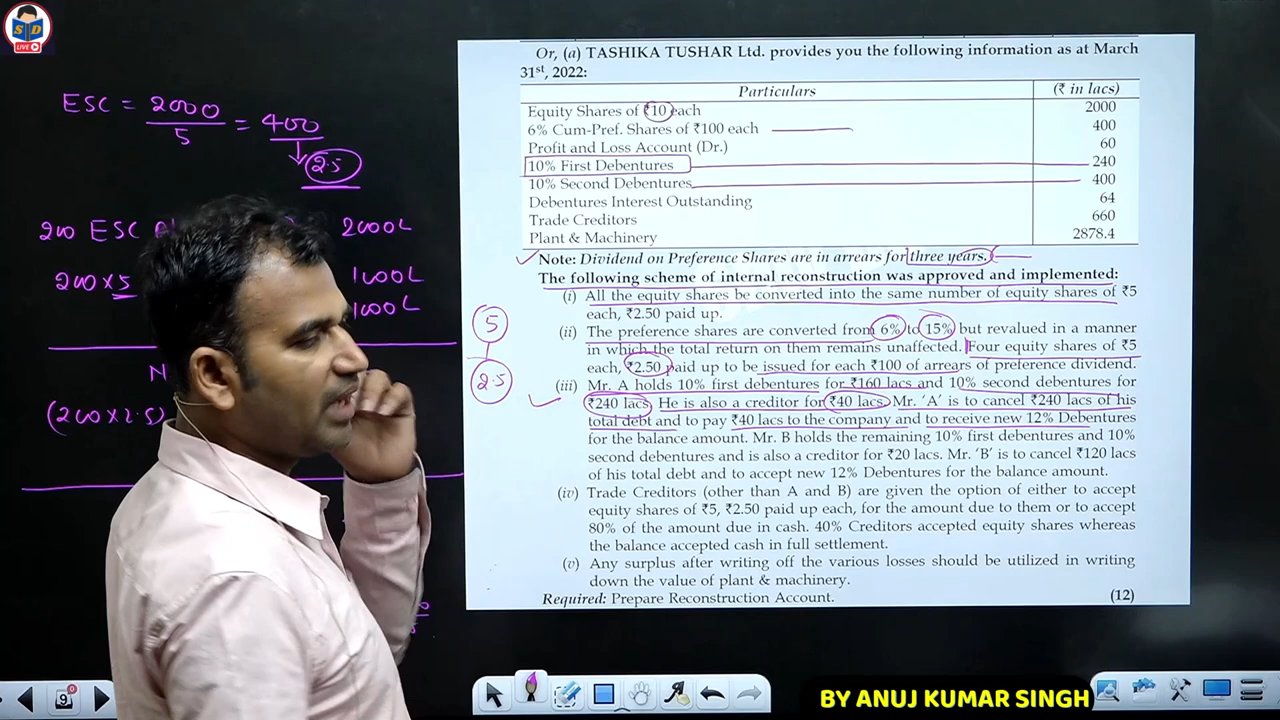 S D
LIVE
ESC = 2000
5
= 400
2.5
200 ESC
2000L
200 × 5
1000L
1000L
N
(200 × 2.5)
5
2.5
Or, (a) TASHIKA TUSHAR Ltd. provides you the following information as at March
31st, 2022:
Particulars (₹ in lacs)
Equity Shares of ₹10 each 2000
6% Cum-Pref. Shares of ₹100 each 400
Profit and Loss Account (Dr.) 60
10% First Debentures 240
10% Second Debentures 400
Debentures Interest Outstanding 64
Trade Creditors 660
Plant & Machinery 2878.4
Note: Dividend on Preference Shares are in arrears for three years.
The following scheme of internal reconstruction was approved and implemented:
(i) All the equity shares be converted into the same number of equity shares of ₹5
each, ₹2.50 paid up.
(ii) The preference shares are converted from 6% to 15% but revalued in a manner
in which the total return on them remains unaffected. Four equity shares of ₹5
each, ₹2.50 paid up to be issued for each ₹100 of arrears of preference dividend.
(iii) Mr. A holds 10% first debentures for ₹160 lacs and 10% second debentures for
₹240 lacs. He is also a creditor for ₹40 lacs. Mr. 'A' is to cancel ₹240 lacs of his
total debt and to pay ₹40 lacs to the company and to receive new 12% Debentures
for the balance amount. Mr. B holds the remaining 10% first debentures and 10%
second debentures and is also a creditor for ₹20 lacs. Mr. 'B' is to cancel ₹120 lacs
of his total debt and to accept new 12% Debentures for the balance amount.
(iv) Trade Creditors (other than A and B) are given the option of either to accept
equity shares of ₹5, ₹2.50 paid up each, for the amount due to them or to accept
80% of the amount due in cash. 40% Creditors accepted equity shares whereas
the balance accepted cash in full settlement.
(v) Any surplus after writing off the various losses should be utilized in writing
down the value of plant & machinery.
Required: Prepare Reconstruction Account. (12)
9
0
BY ANUJ KUMAR SINGH